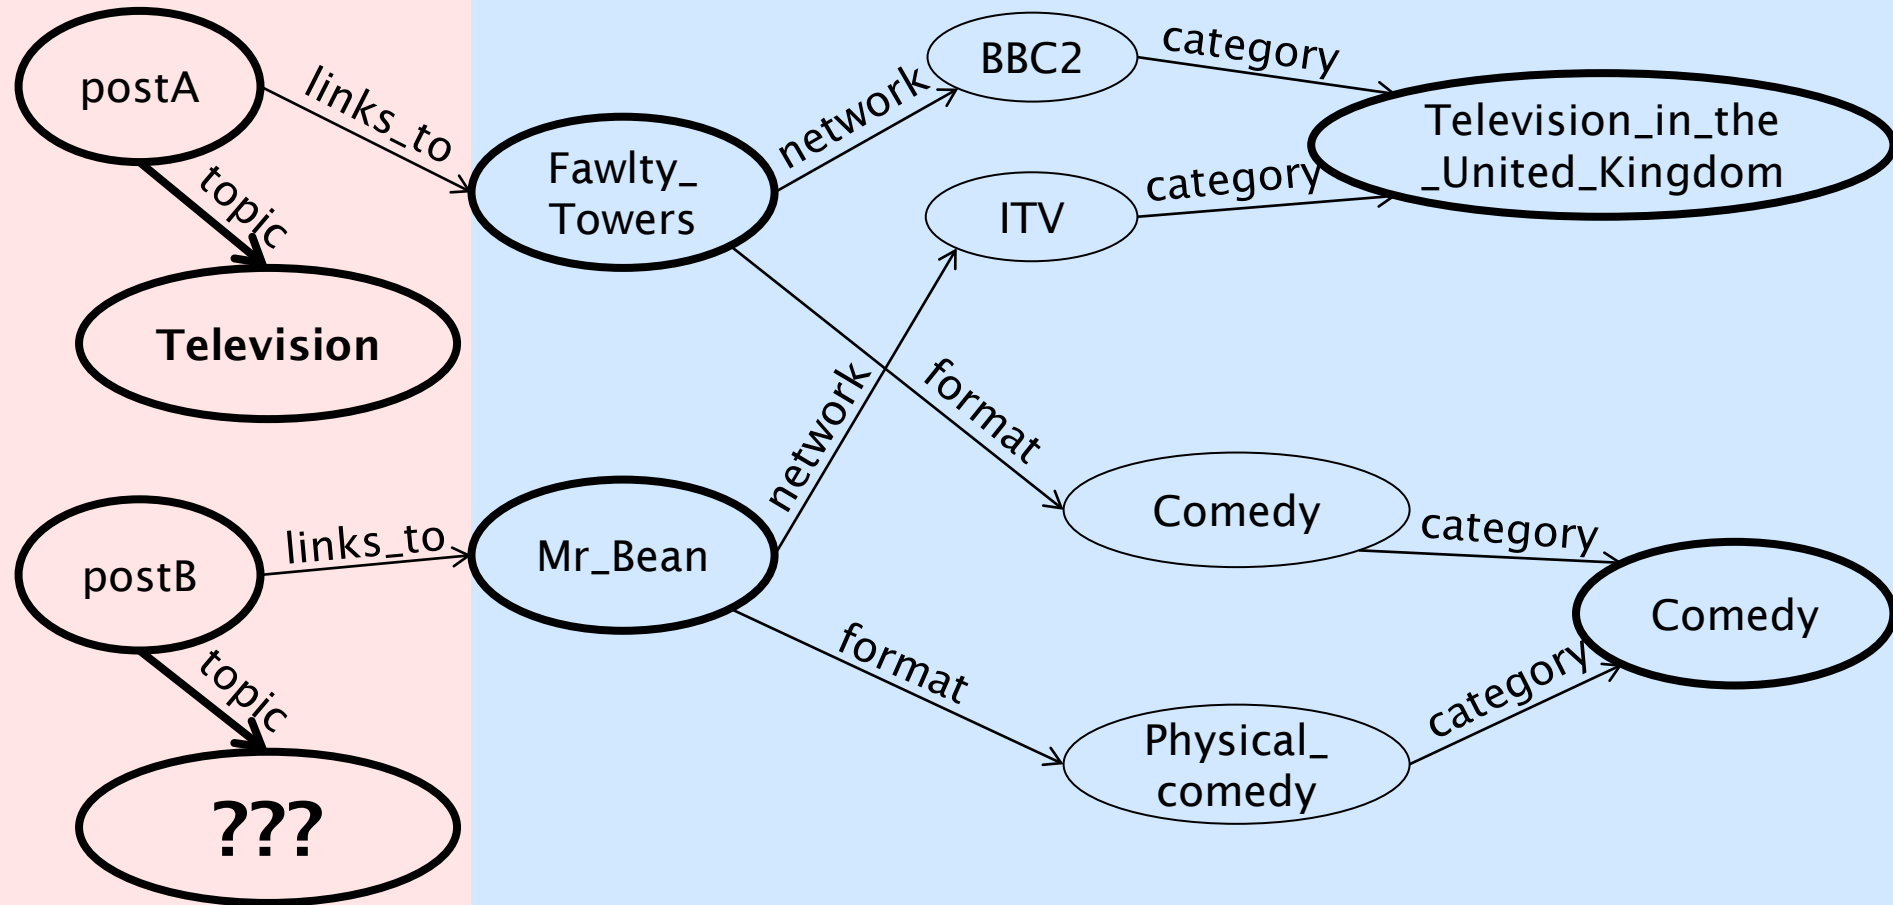 postA
links_to
topic
Television
Fawlty_
Towers
network
BBC2
category
Television_in_the
_United_Kingdom
ITV
category
network
format
Comedy
category
Comedy
postB
links_to
topic
???
Mr_Bean
format
Physical_
comedy
category